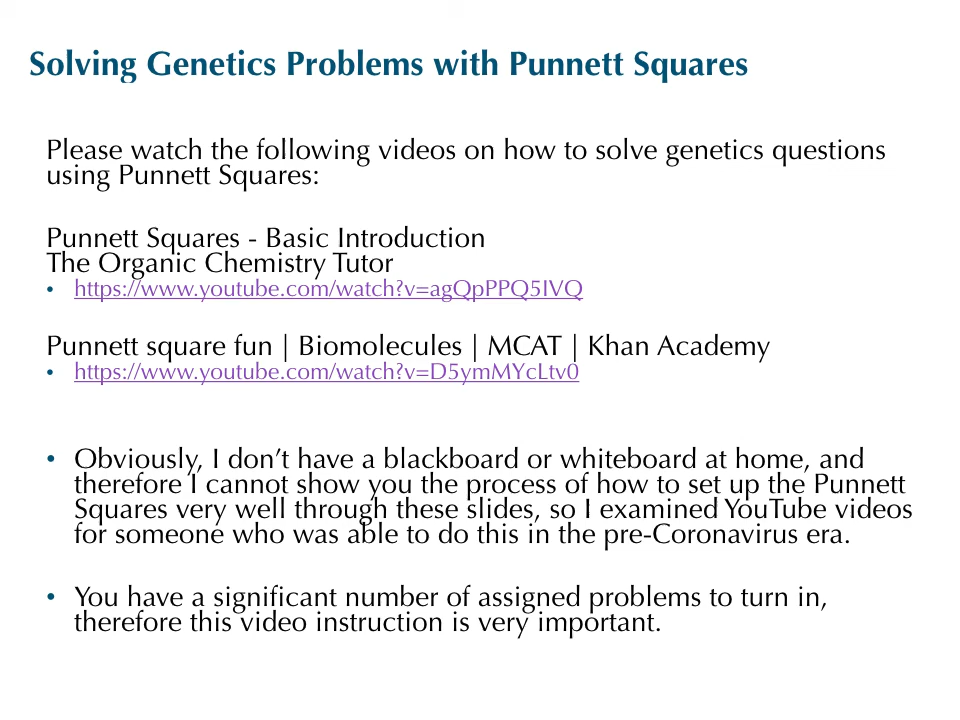 Solving Genetics Problems with Punnett Squares
Please watch the following videos on how to solve genetics questions
using Punnett Squares:
Punnett Squares - Basic Introduction
The Organic Chemistry Tutor
• https://www.youtube.com/watch?v=agQpPPQ5IVQ
Punnett square fun | Biomolecules | MCAT | Khan Academy
• https://www.youtube.com/watch?v=D5ymMYcLtv0
• Obviously, I don’t have a blackboard or whiteboard at home, and
therefore I cannot show you the process of how to set up the Punnett
Squares very well through these slides, so I examined YouTube videos
for someone who was able to do this in the pre-Coronavirus era.
• You have a significant number of assigned problems to turn in,
therefore this video instruction is very important.